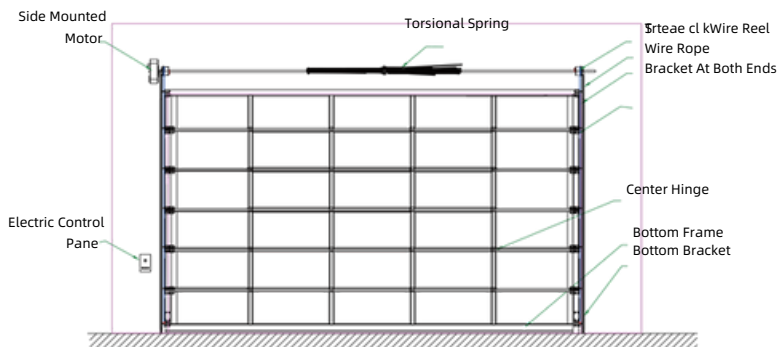 Side Mounted
Motor
Torsional Spring
Wire Reel
Wire Rope
Bracket At Both Ends
Center Hinge
Electric Control
Pane
Bottom Frame
Bottom Bracket